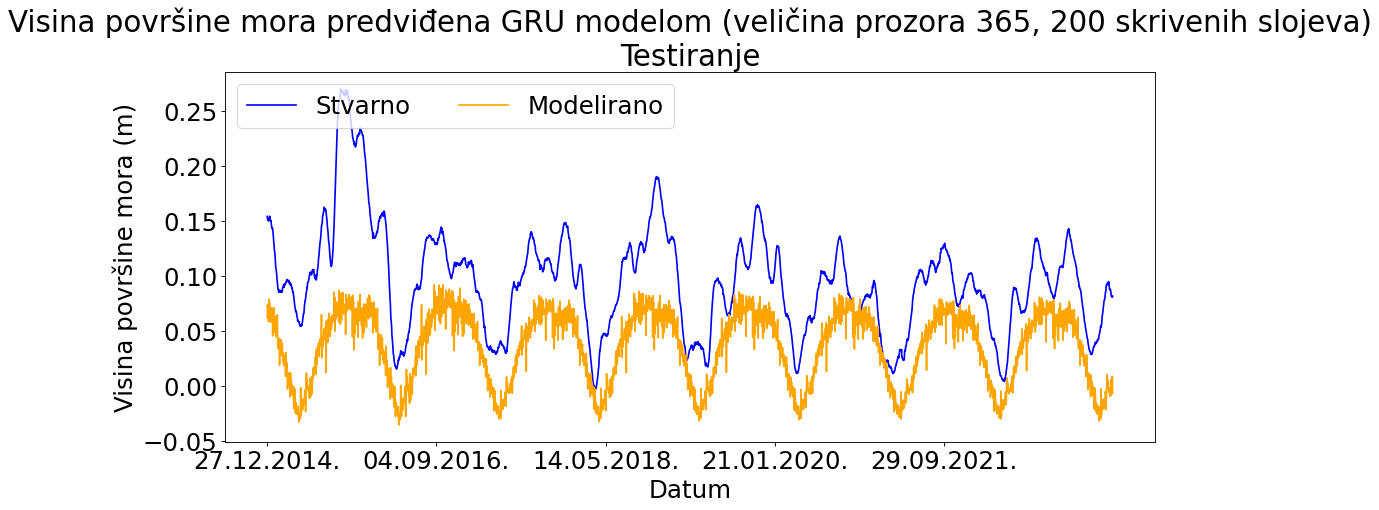 Visina površine mora predviđena GRU modelom (veličina prozora 365, 200 skrivenih slojeva)
Testiranje
Stvarno
Modelirano
Visina površine mora (m)
0.25
0.20
0.15
0.10
0.05
0.00
−0.05
27.12.2014.
04.09.2016.
14.05.2018.
21.01.2020.
29.09.2021.
Datum